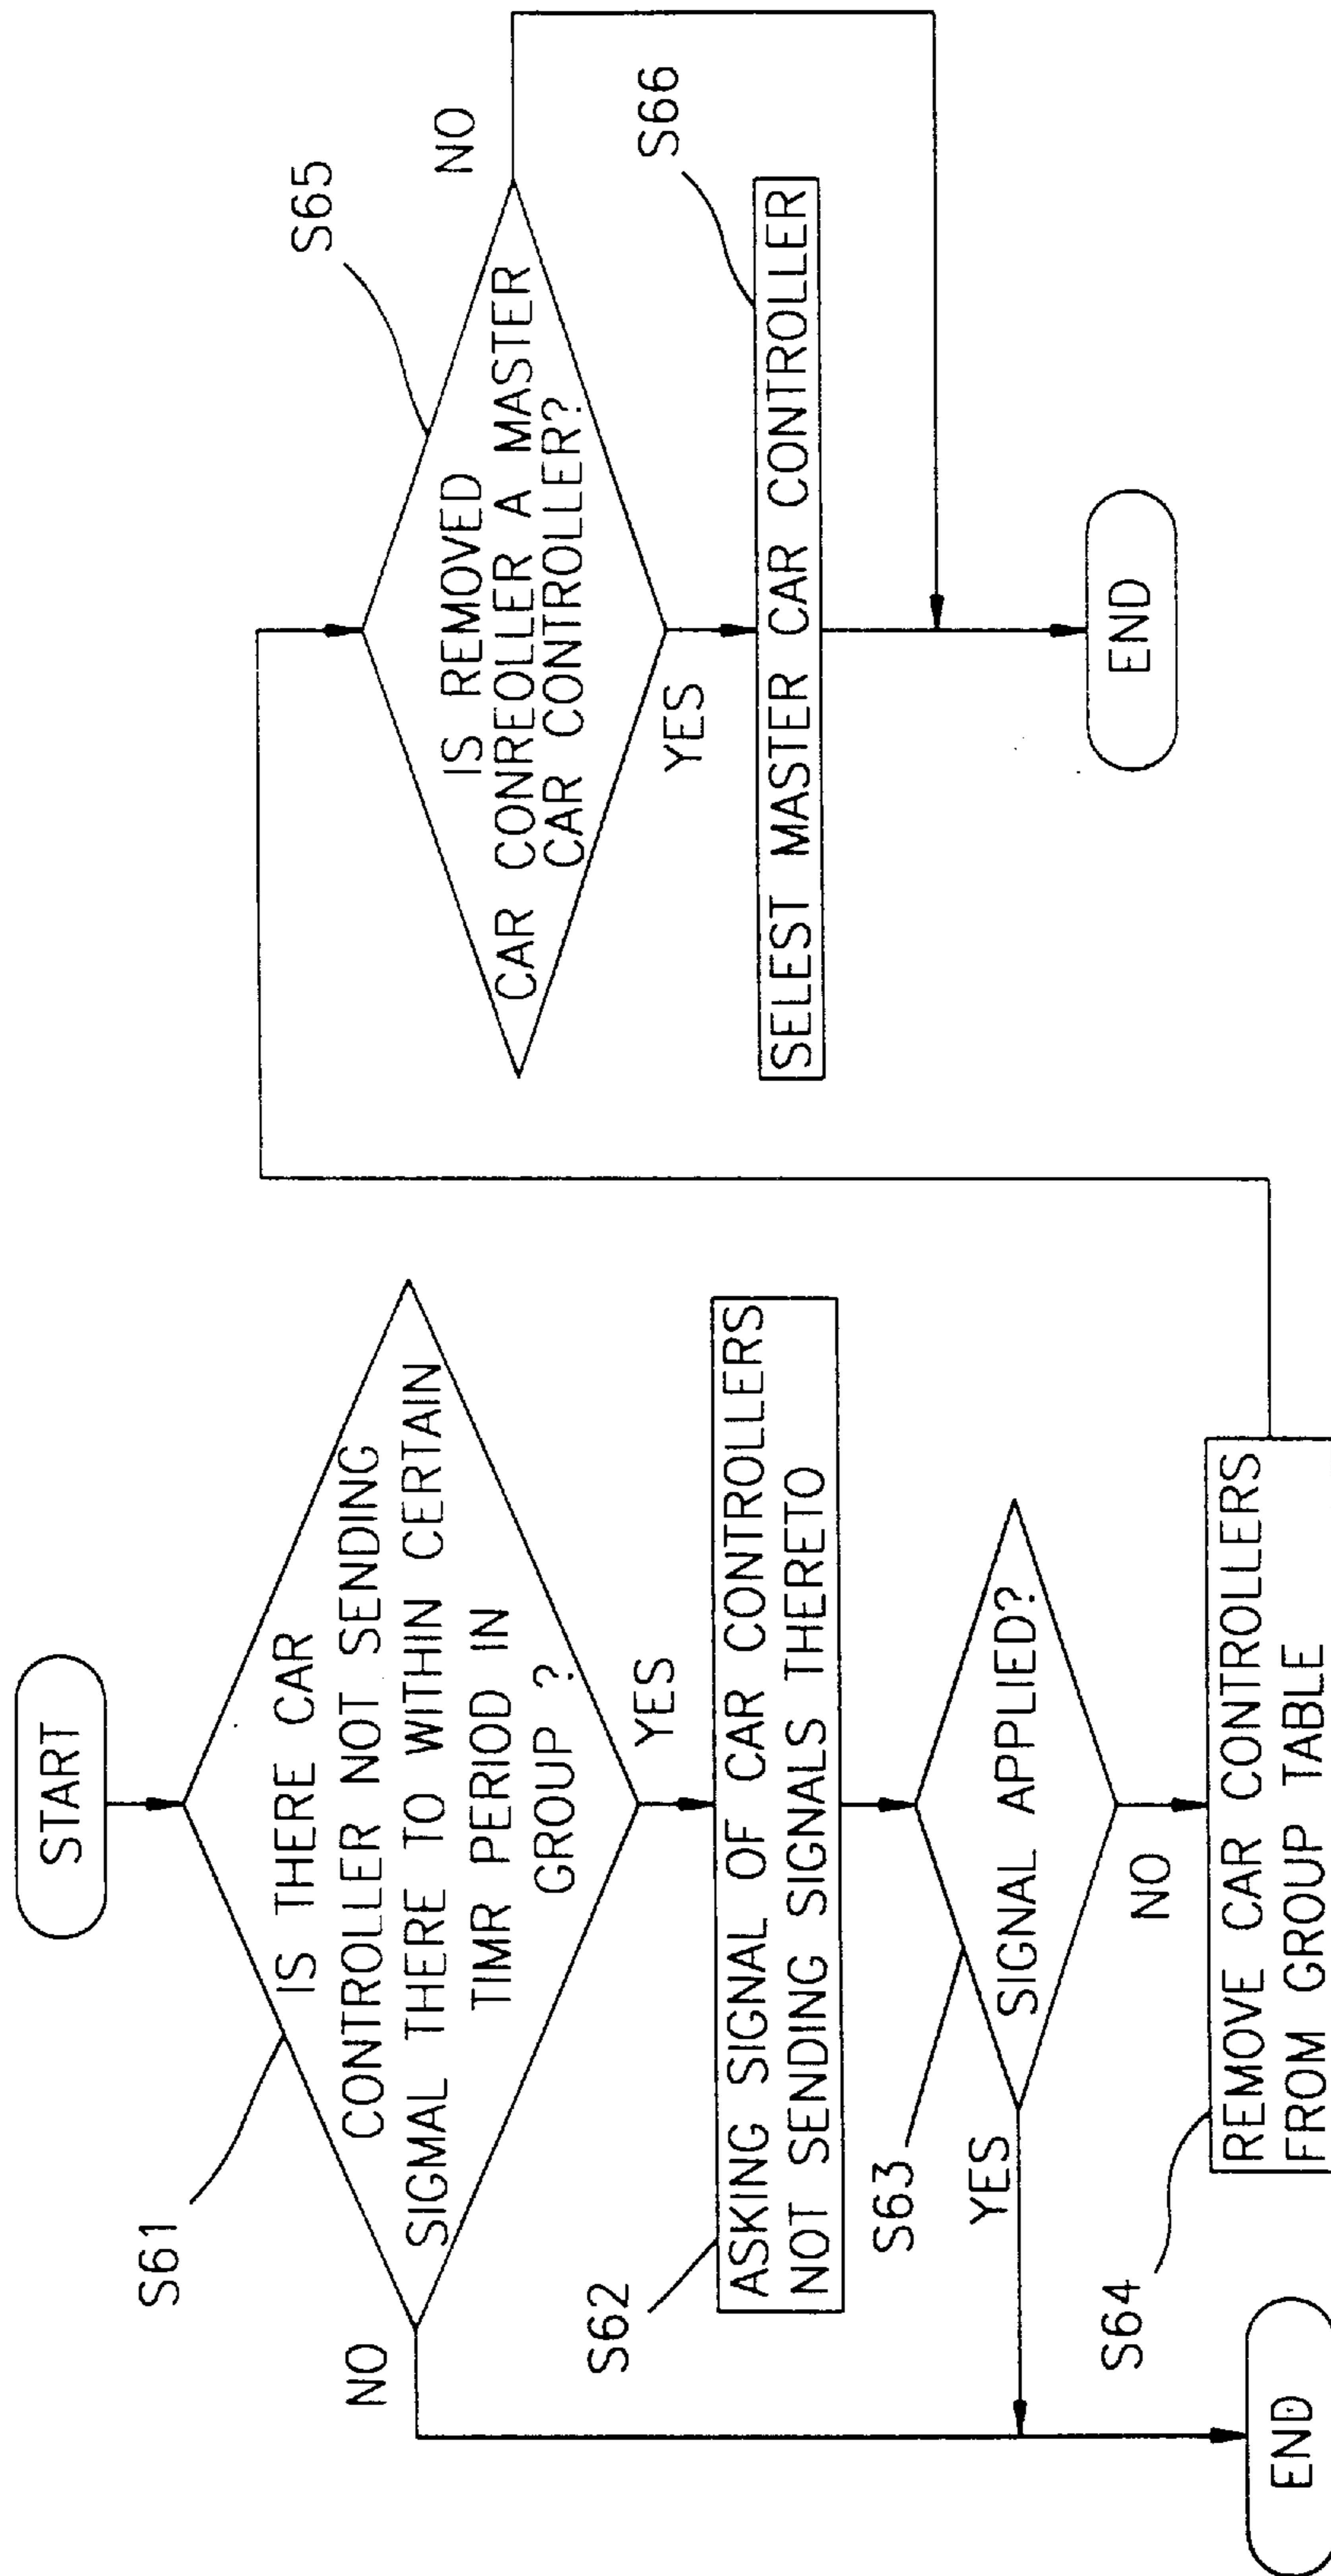 START
S61
IS THERE CAR
CONTROLLER NOT SENDING
SIGMAL THERE TO WITHIN CERTAIN
TIMR PERIOD IN
GROUP ?
NO
YES
S62
ASKING SIGNAL OF CAR CONTROLLERS
NOT SENDING SIGNALS THERETO
S63
SIGNAL APPLIED?
YES
NO
S64
REMOVE CAR CONTROLLERS
FROM GROUP TABLE
END
S65
IS REMOVED
CAR CONREOLLER A MASTER
CAR CONTROLLER?
NO
YES
S66
SELEST MASTER CAR CONTROLLER
END